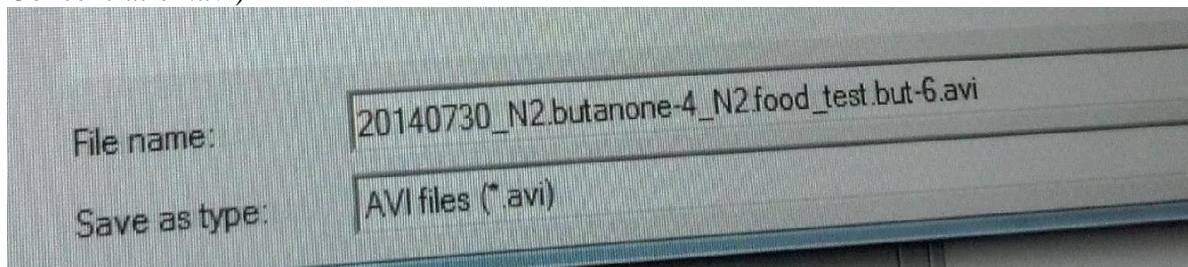 File name: 20140730_N2.butanone-4_N2.food_test.but-6.avi
Save as type: AVI files (*.avi)